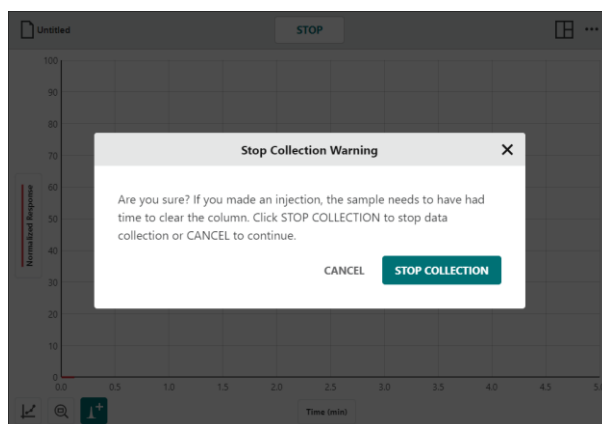 Untitled
STOP
100
90
80
70
60
50
40
30
20
10
0
Normalized Response
Stop Collection Warning
Are you sure? If you made an injection, the sample needs to have had
time to clear the column. Click STOP COLLECTION to stop data
collection or CANCEL to continue.
CANCEL STOP COLLECTION
0.0 0.5 1.0 1.5 2.0 2.5 3.0 3.5 4.0 4.5 5.0
Time (min)